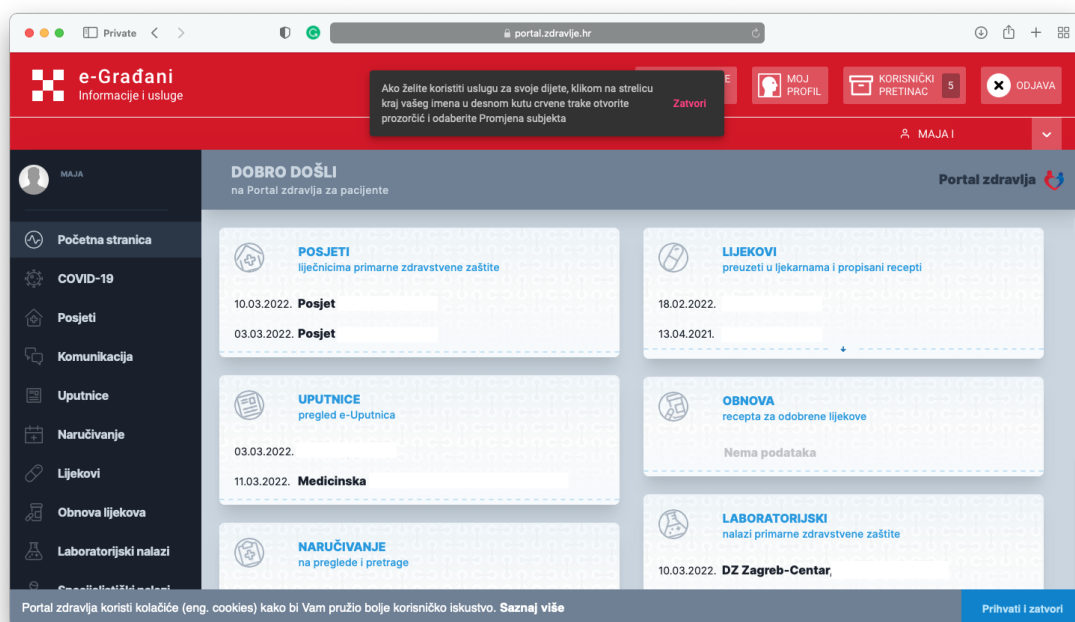 Private
portal.zdravlje.hr
e-Građani
Informacije i usluge
Ako želite koristiti uslugu za svoje dijete, klikom na strelicu
kraj vašeg imena u desnom kutu crvene trake otvorite
prozorčić i odaberite Promjena subjekta
Zatvori
MOJ
PROFIL
KORISNIČKI
PRETINAC
5
ODJAVA
MAJA I
MAJA
DOBRO DOŠLI
na Portal zdravlja za pacijente
Portal zdravlja
Početna stranica
COVID-19
Posjeti
Komunikacija
Uputnice
Naručivanje
Lijekovi
Obnova lijekova
Laboratorijski nalazi
POSJETI
liječnicima primarne zdravstvene zaštite
10.03.2022. Posjet
03.03.2022. Posjet
LIJEKOVI
preuzeti u ljekarnama i propisani recepti
18.02.2022.
13.04.2021.
UPUTNICE
pregled e-Uputnica
03.03.2022.
11.03.2022. Medicinska
OBNOVA
recepta za odobrene lijekove
Nema podataka
NARUČIVANJE
na preglede i pretrage
LABORATORIJSKI
nalazi primarne zdravstvene zaštite
10.03.2022. DZ Zagreb-Centar,
Portal zdravlja koristi kolačiće (eng. cookies) kako bi Vam pružio bolje korisničko iskustvo. Saznaj više
Prihvati i zatvori